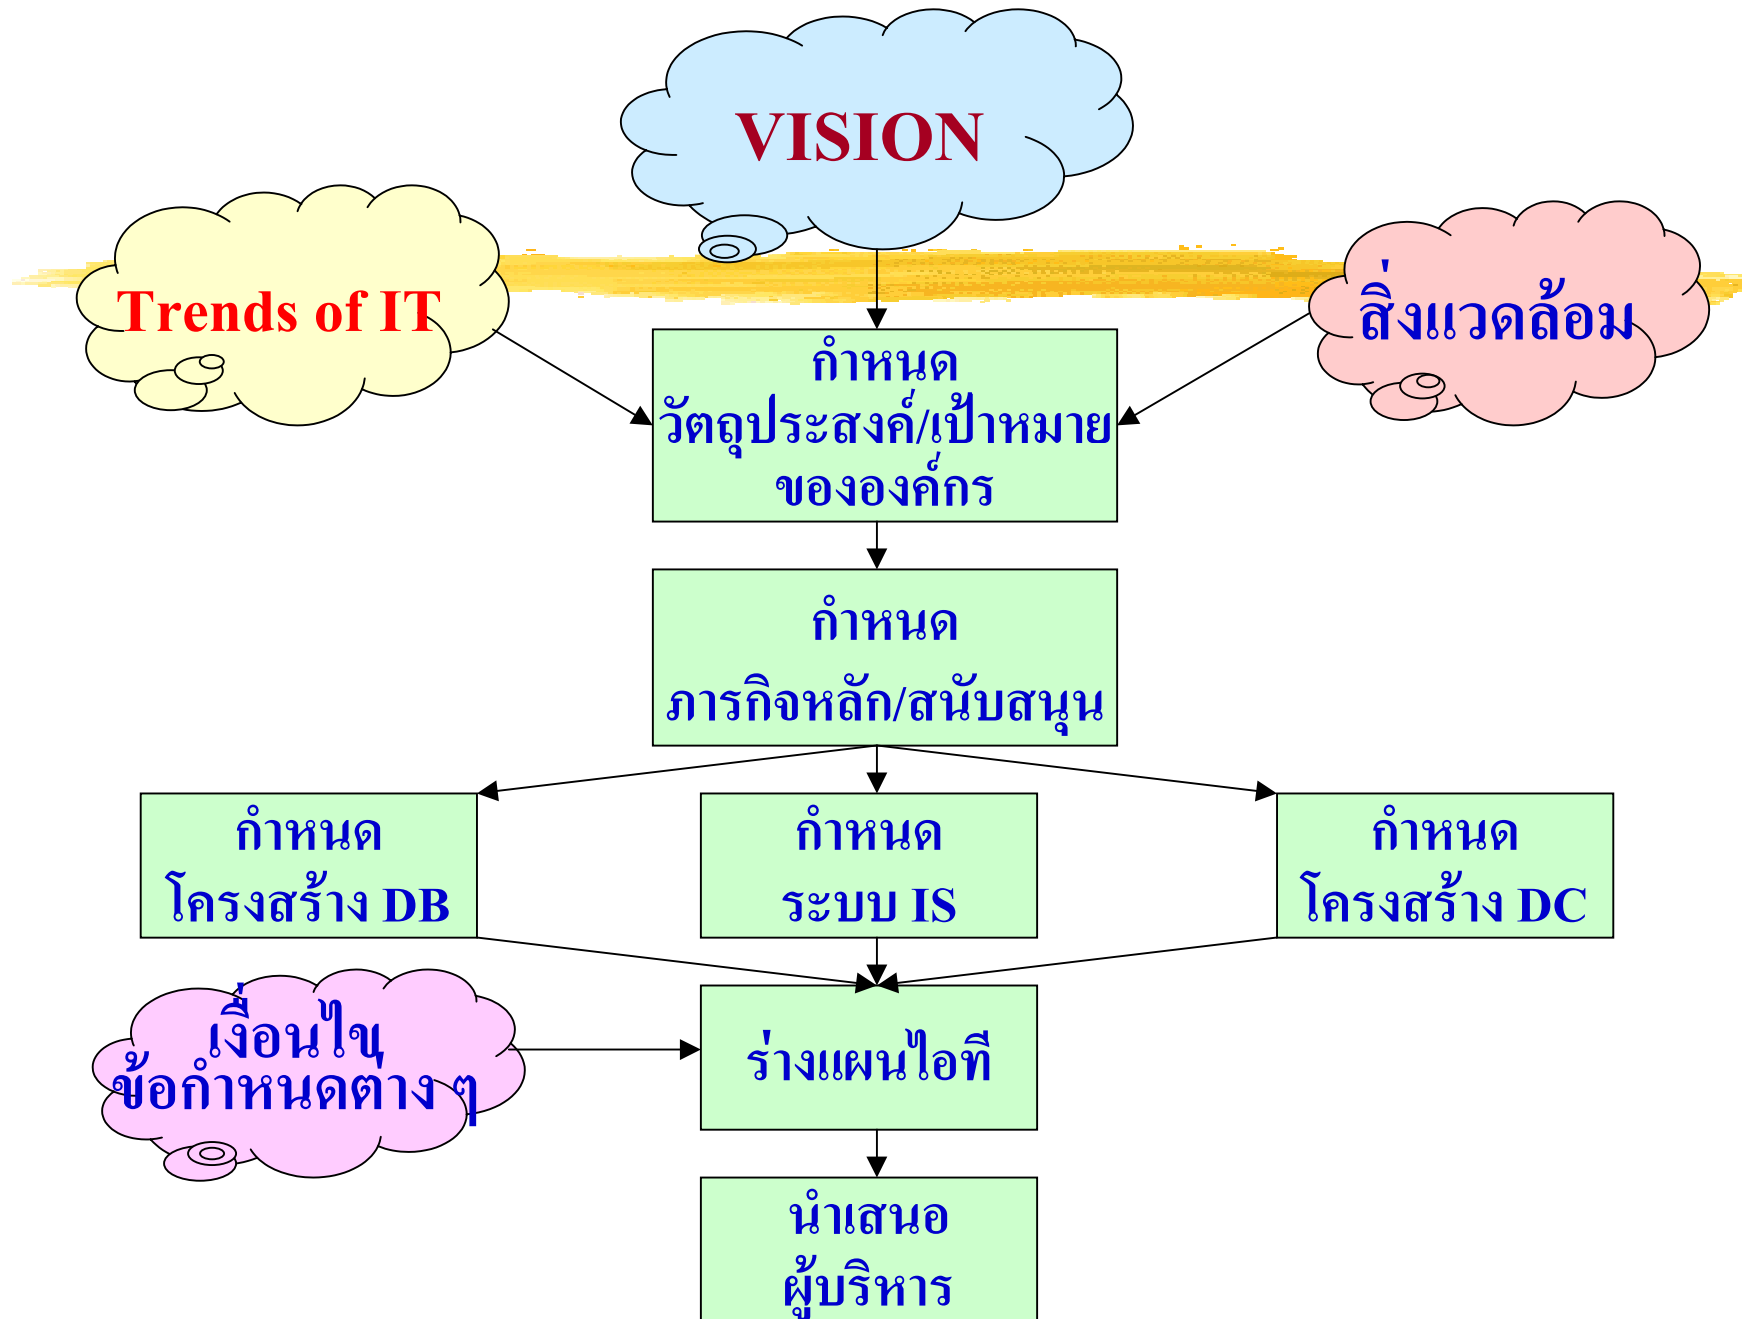 VISION
Trends of IT
สิ่งแวดล้อม
กำหนด
วัตถุประสงค์/เป้าหมาย
ขององค์กร
กำหนด
ภารกิจหลัก/สนับสนุน
กำหนด
โครงสร้าง DB
กำหนด
ระบบ IS
กำหนด
โครงสร้าง DC
เงื่อนไข
ข้อกำหนดต่าง ๆ
ร่างแผนไอที
นำเสนอ
ผู้บริหาร